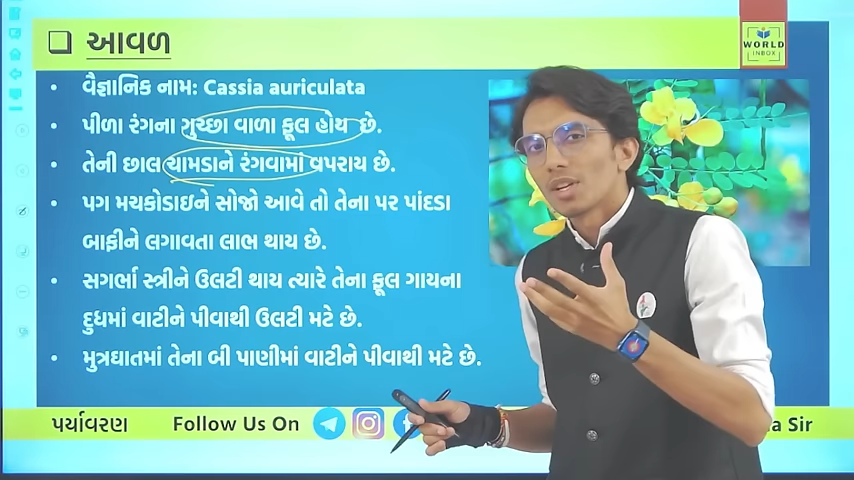 ❑ આવળ
WORLD
INBOX
• વૈજ્ઞાનિક નામ: Cassia auriculata
• પીળા રંગના ગુચ્છા વાળા ફૂલ હોય છે.
• તેની છાલ ચામડાને રંગવામાં વપરાય છે.
• પગ મચકોડાઇને સોજો આવે તો તેના પર પાંદડા
બાફીને લગાવતા લાભ થાય છે.
• સગર્ભા સ્ત્રીને ઉલટી થાય ત્યારે તેના ફૂલ ગાયના
દુધમાં વાટીને પીવાથી ઉલટી મટે છે.
• મુત્રઘાતમાં તેના બી પાણીમાં વાટીને પીવાથી મટે છે.
પર્યાવરણ Follow Us On Sir